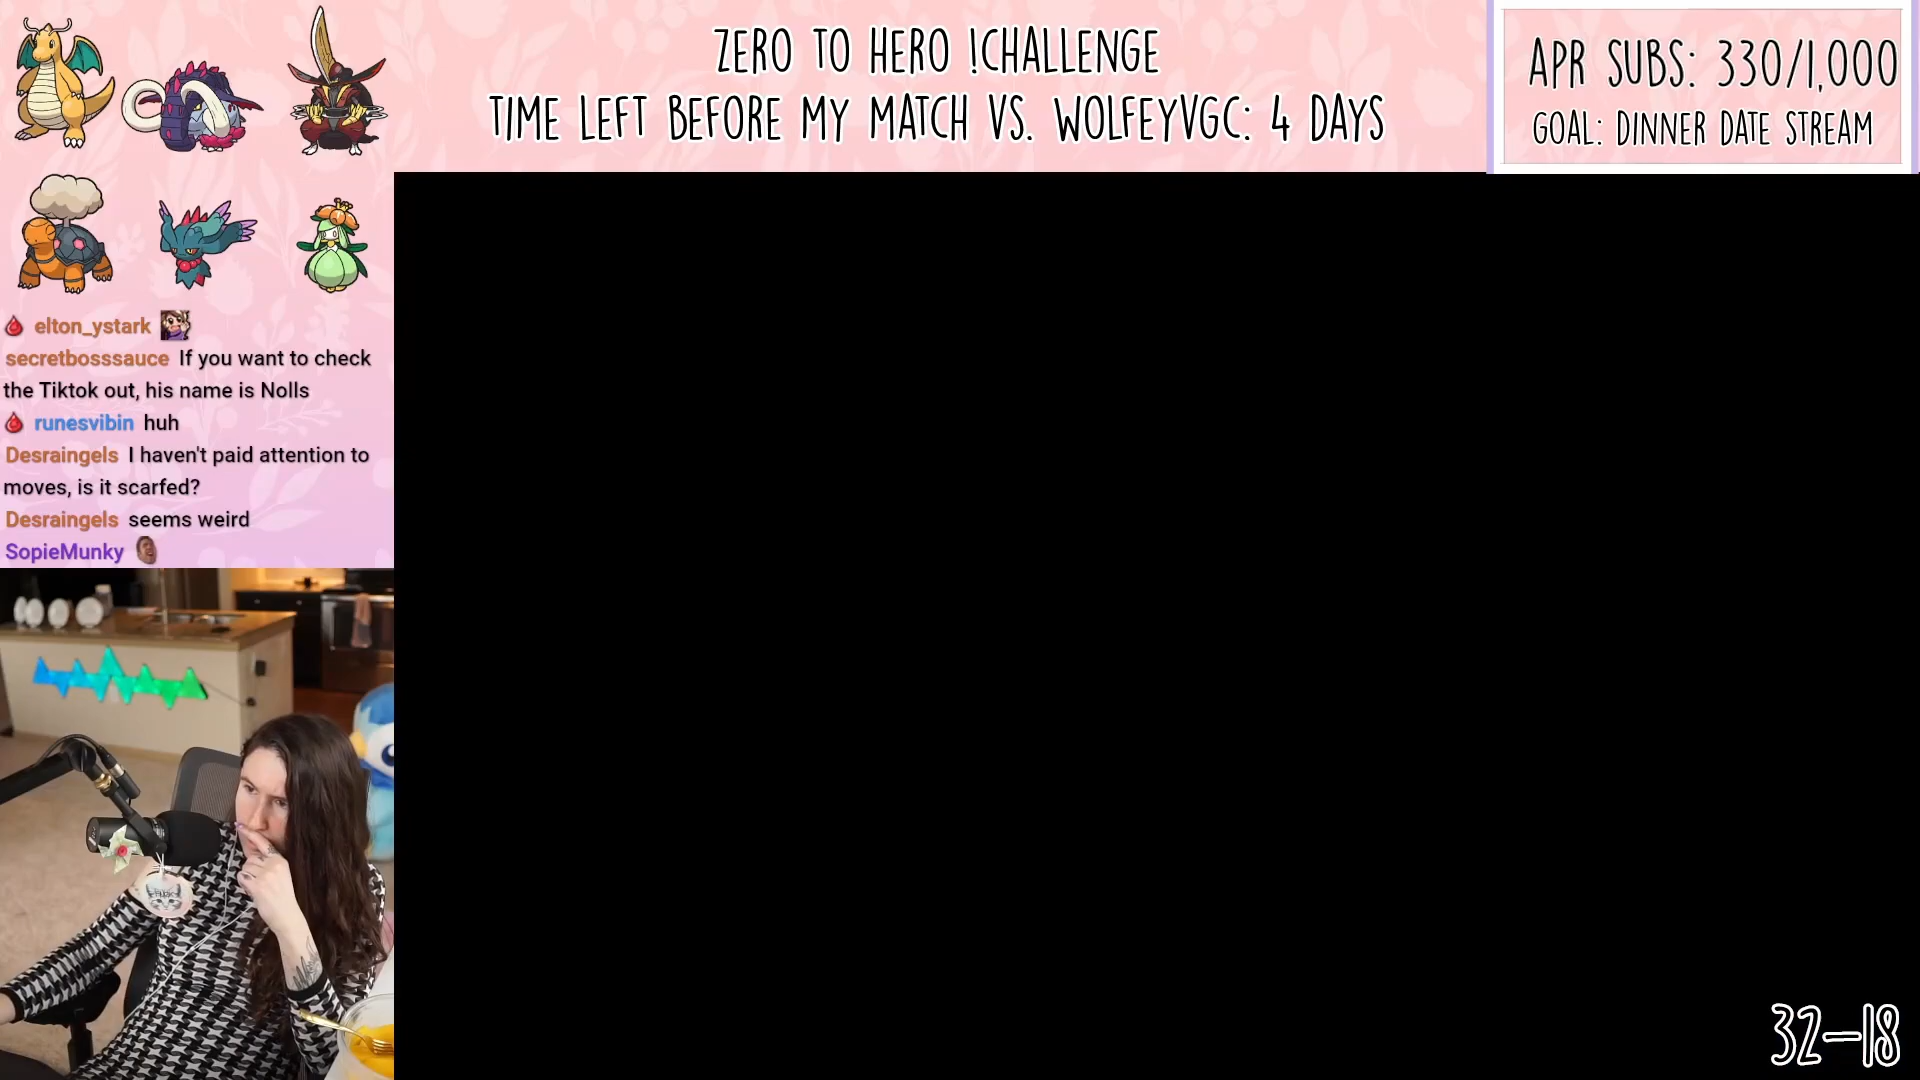 ZERO TO HERO !CHALLENGE
TIME LEFT BEFORE MY MATCH VS. WOLFEYVGC: 4 DAYS
APR SUBS: 330/1,000
GOAL: DINNER DATE STREAM
elton_ystark
secretbosssauce If you want to check
the Tiktok out, his name is Nolls
runesvibin huh
Desraingels I haven't paid attention to
moves, is it scarfed?
Desraingels seems weird
SopieMunky
32-18